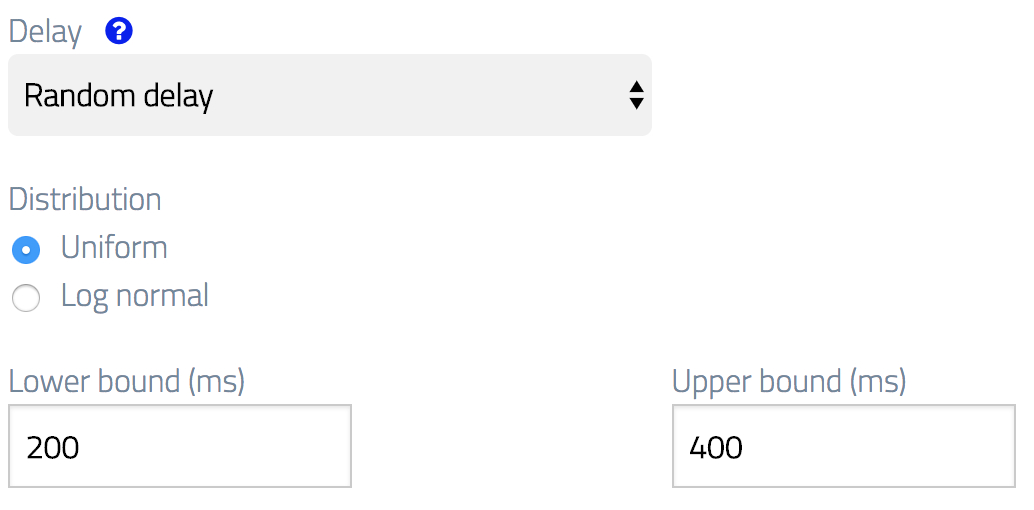 Delay ?
Random delay
Distribution
Uniform
Log normal
Lower bound (ms) Upper bound (ms)
200 400